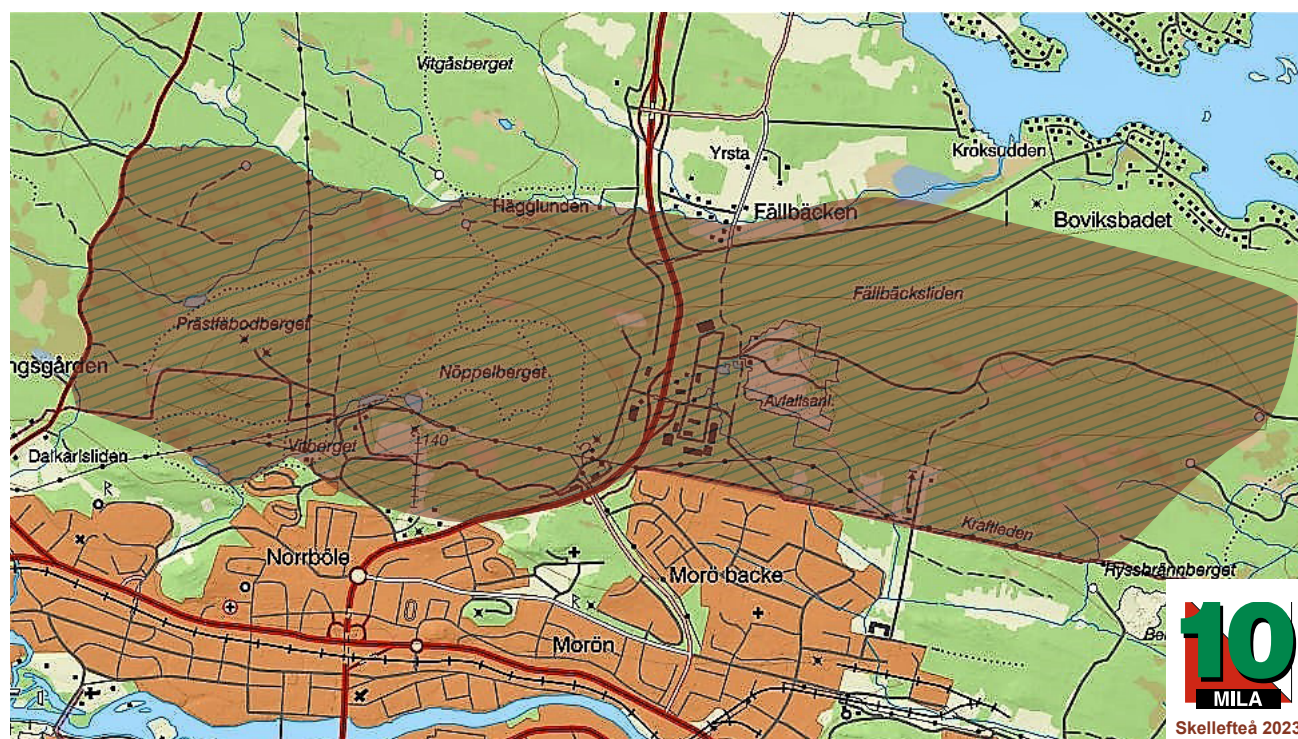 Vitgåsberget
Yrsta
Kroksudden
Hägglunden
Fällbäcken
Boviksbadet
Fällbäcksliden
Prästfäbodberget
ngsgården
Nöppelberget
Avfallsanl.
140
Vitberget
Dalkarlsliden
R
Kraftleden
Norrböle
Morö backe
Ryssbrännberget
R
Morön
10
MILA
Skellefteå 2023